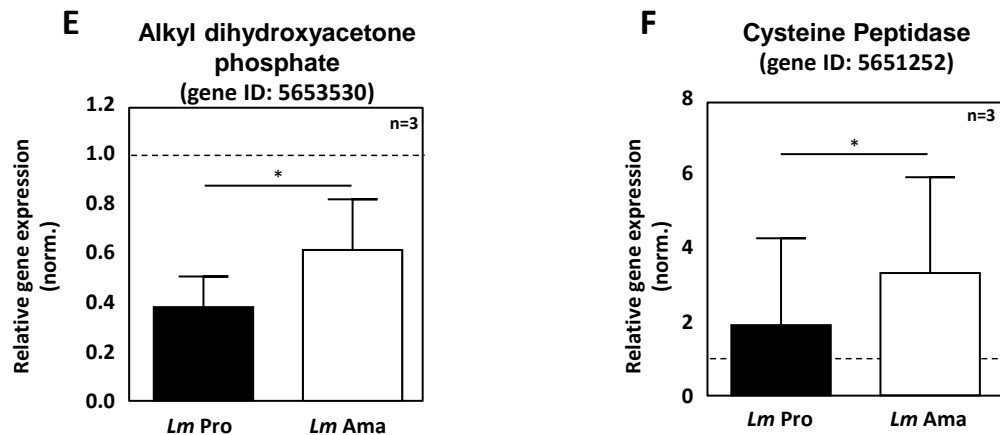 E
Alkyl dihydroxyacetone
phosphate
(gene ID: 5653530)
Relative gene expression
(norm.)
1.2
1.0
0.8
0.6
0.4
0.2
0.0
n=3
*
Lm Pro
Lm Ama
F
Cysteine Peptidase
(gene ID: 5651252)
Relative gene expression
(norm.)
8
6
4
2
0
n=3
*
Lm Pro
Lm Ama